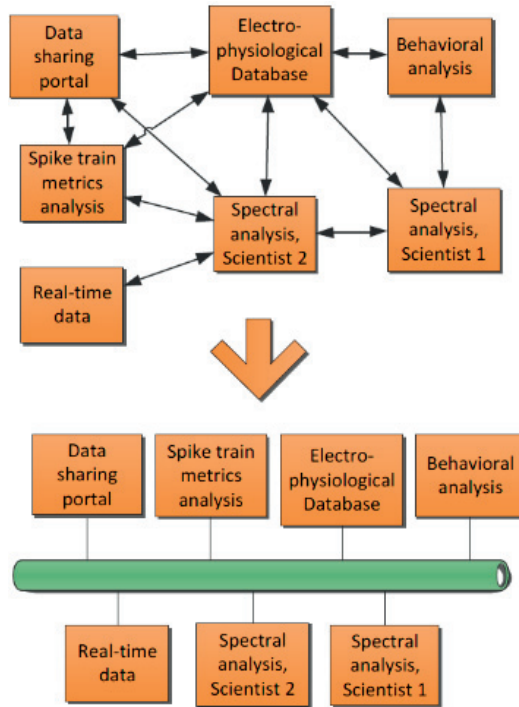 Data
sharing
portal
Electro-
physiological
Database
Behavioral
analysis
Spike train
metrics
analysis
Spectral
analysis,
Scientist 2
Spectral
analysis,
Scientist 1
Real-time
data
Data
sharing
portal
Spike train
metrics
analysis
Electro-
physiological
Database
Behavioral
analysis
Real-time
data
Spectral
analysis,
Scientist 2
Spectral
analysis,
Scientist 1